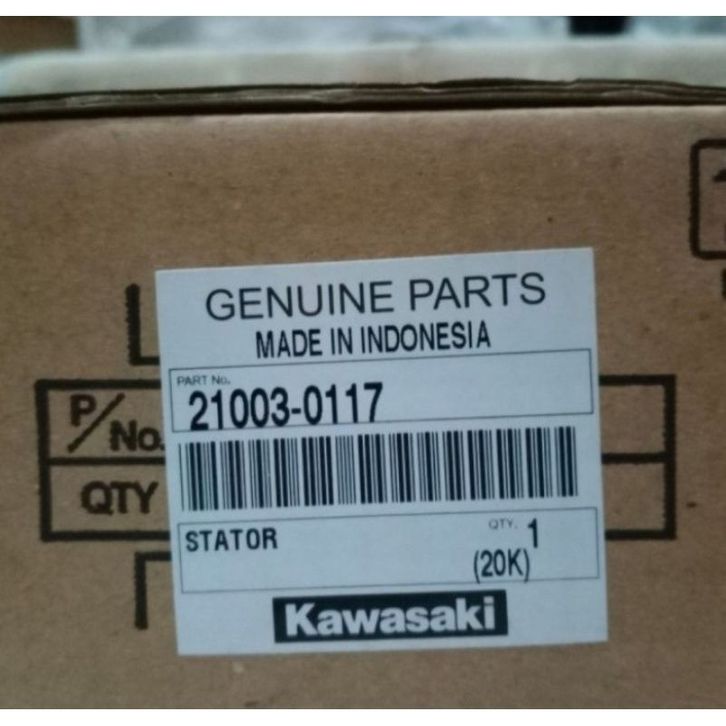 GENUINE PARTS
MADE IN INDONESIA
PART No.
21003-0117
P/No.
QTY
STATOR
QTY. 1
(20K)
Kawasaki